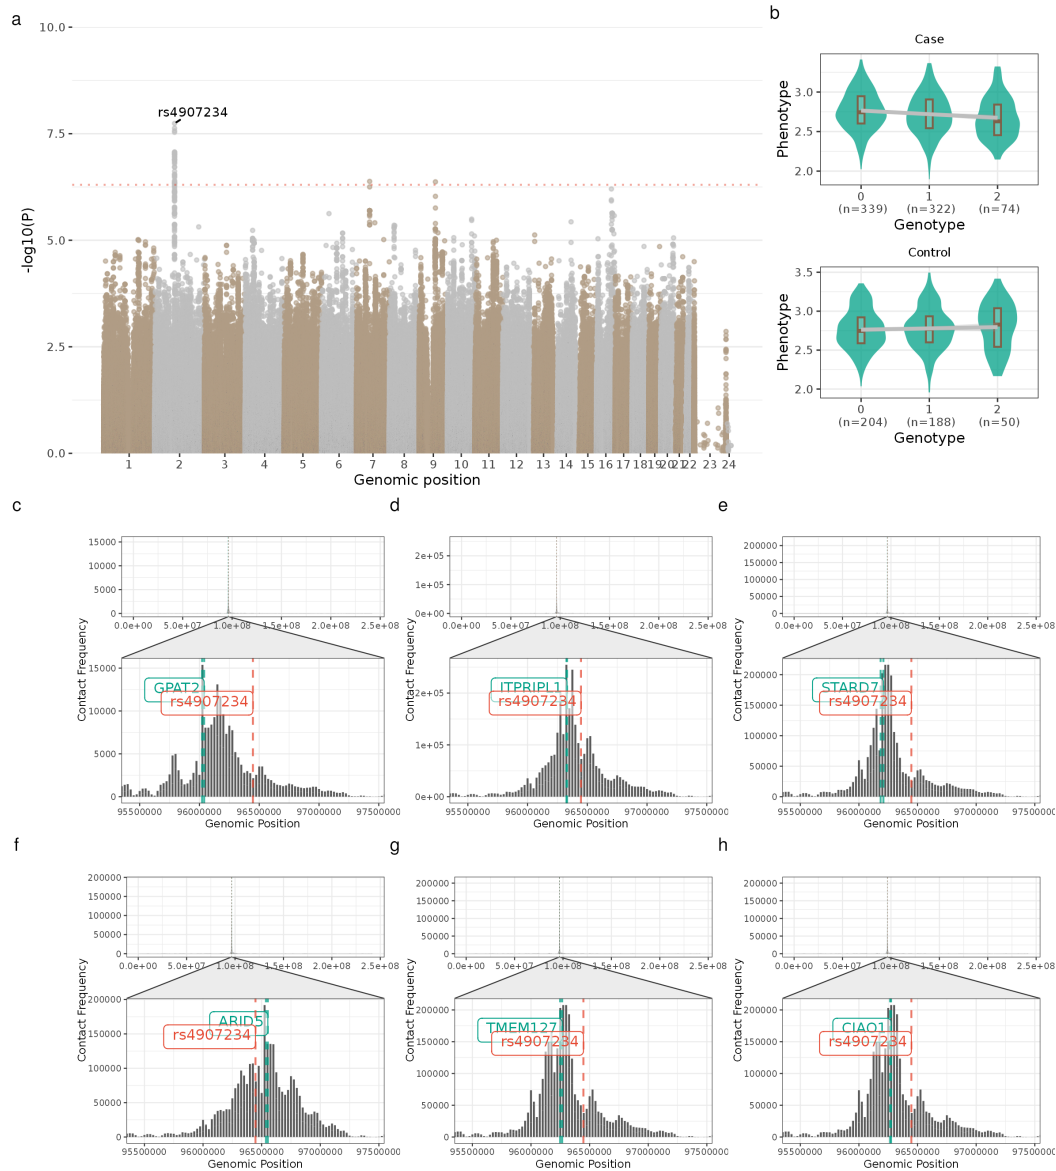 a
10.0
7.5
5.0
2.5
0.0
-log10(P)
rs4907234
1 2 3 4 5 6 7 8 9 10 11 12 13 14 15 16 17 18 19 20 21 22 23 24
Genomic position
b
Case
Phenotype
3.0
2.5
2.0
0 1 2
(n=339) (n=322) (n=74)
Genotype
Control
Phenotype
3.5
3.0
2.5
2.0
0 1 2
(n=204) (n=188) (n=50)
Genotype
c
15000
10000
5000
0
0.0e+00 5.0e+07 1.0e+08 1.5e+08 2.0e+08 2.5e+08
Contact Frequency
15000
10000
5000
0
GPAT2
rs4907234
95500000 96000000 96500000 97000000 97500000
Genomic Position
d
2e+05
1e+05
0e+00
0.0e+00 5.0e+07 1.0e+08 1.5e+08 2.0e+08 2.5e+08
Contact Frequency
2e+05
1e+05
0e+00
ITPRIPL1
rs4907234
95500000 96000000 96500000 97000000 97500000
Genomic Position
e
200000
150000
100000
50000
0
0.0e+00 5.0e+07 1.0e+08 1.5e+08 2.0e+08 2.5e+08
Contact Frequency
200000
150000
100000
50000
0
STARD7
rs4907234
95500000 96000000 96500000 97000000 97500000
Genomic Position
f
200000
150000
100000
50000
0
0.0e+00 5.0e+07 1.0e+08 1.5e+08 2.0e+08 2.5e+08
Contact Frequency
200000
150000
100000
50000
0
ARID5
rs4907234
95500000 96000000 96500000 97000000 97500000
Genomic Position
g
200000
150000
100000
50000
0
0.0e+00 5.0e+07 1.0e+08 1.5e+08 2.0e+08 2.5e+08
Contact Frequency
200000
150000
100000
50000
0
TMEM127
rs4907234
95500000 96000000 96500000 97000000 97500000
Genomic Position
h
200000
150000
100000
50000
0
0.0e+00 5.0e+07 1.0e+08 1.5e+08 2.0e+08 2.5e+08
Contact Frequency
200000
150000
100000
50000
0
CIAO1
rs4907234
95500000 96000000 96500000 97000000 97500000
Genomic Position